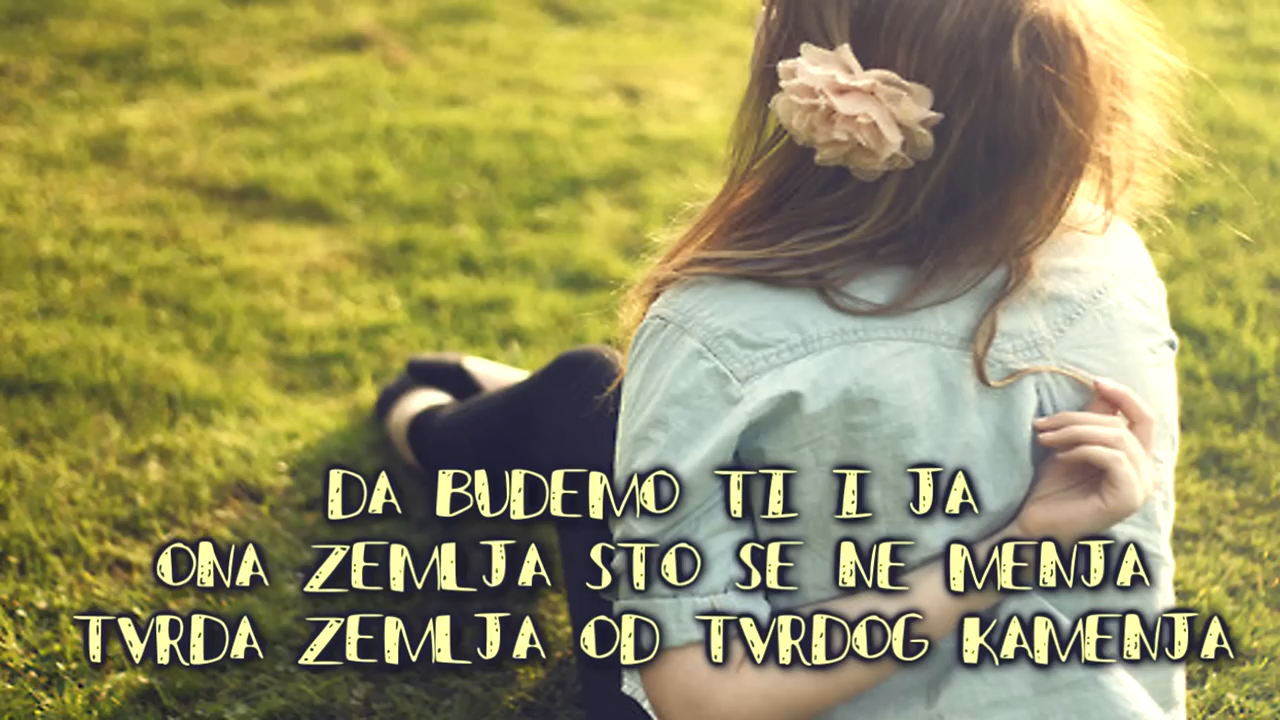 DA BUDEMO TI I JA
ONA ZEMLJA STO SE NE MENJA
TVRDA ZEMLJA OD TVRDOG KAMENJA